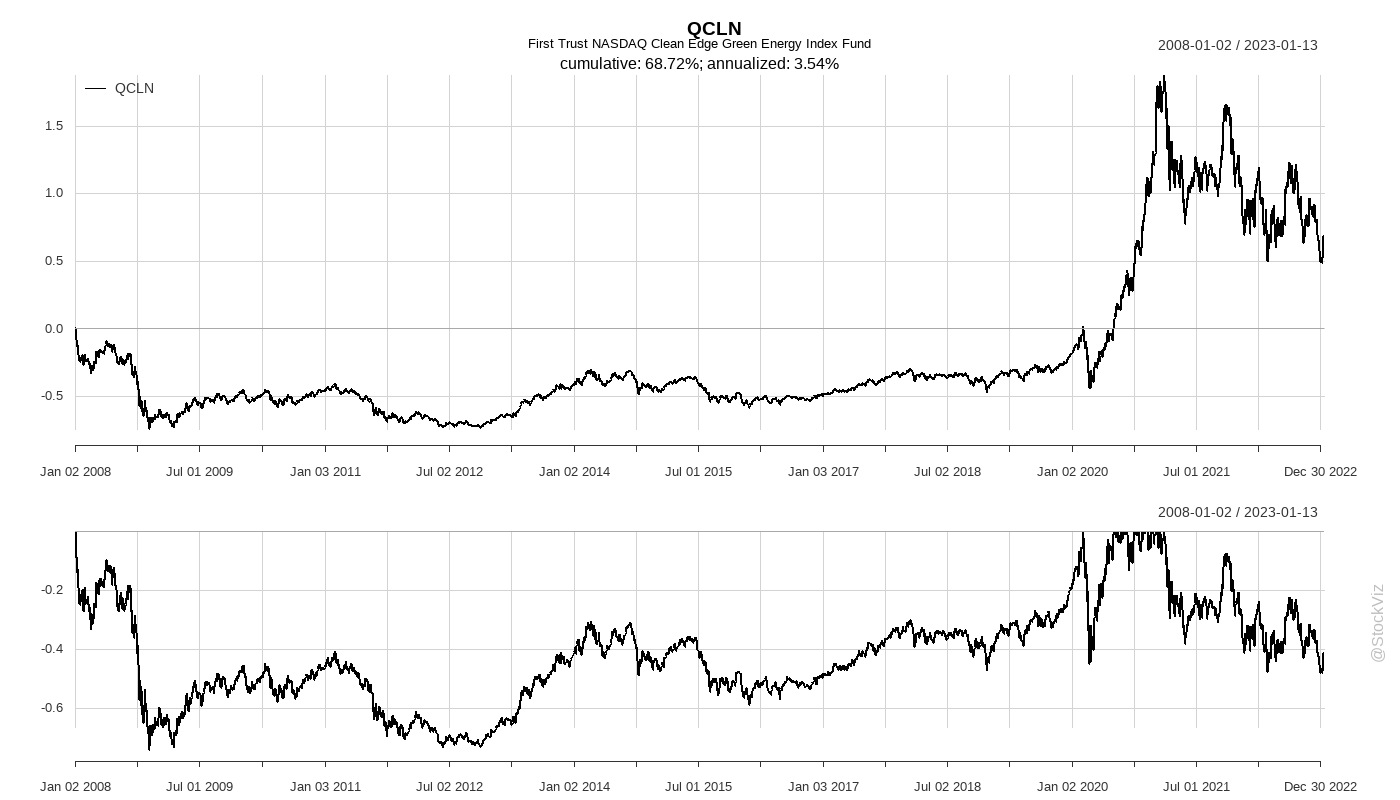 QCLN
First Trust NASDAQ Clean Edge Green Energy Index Fund
2008-01-02 / 2023-01-13
cumulative: 68.72%; annualized: 3.54%
QCLN
1.5
1.0
0.5
0.0
-0.5
Jan 02 2008 Jul 01 2009 Jan 03 2011 Jul 02 2012 Jan 02 2014 Jul 01 2015 Jan 03 2017 Jul 02 2018 Jan 02 2020 Jul 01 2021 Dec 30 2022
2008-01-02 / 2023-01-13
-0.2
-0.4
-0.6
Jan 02 2008 Jul 01 2009 Jan 03 2011 Jul 02 2012 Jan 02 2014 Jul 01 2015 Jan 03 2017 Jul 02 2018 Jan 02 2020 Jul 01 2021 Dec 30 2022
@StockViz